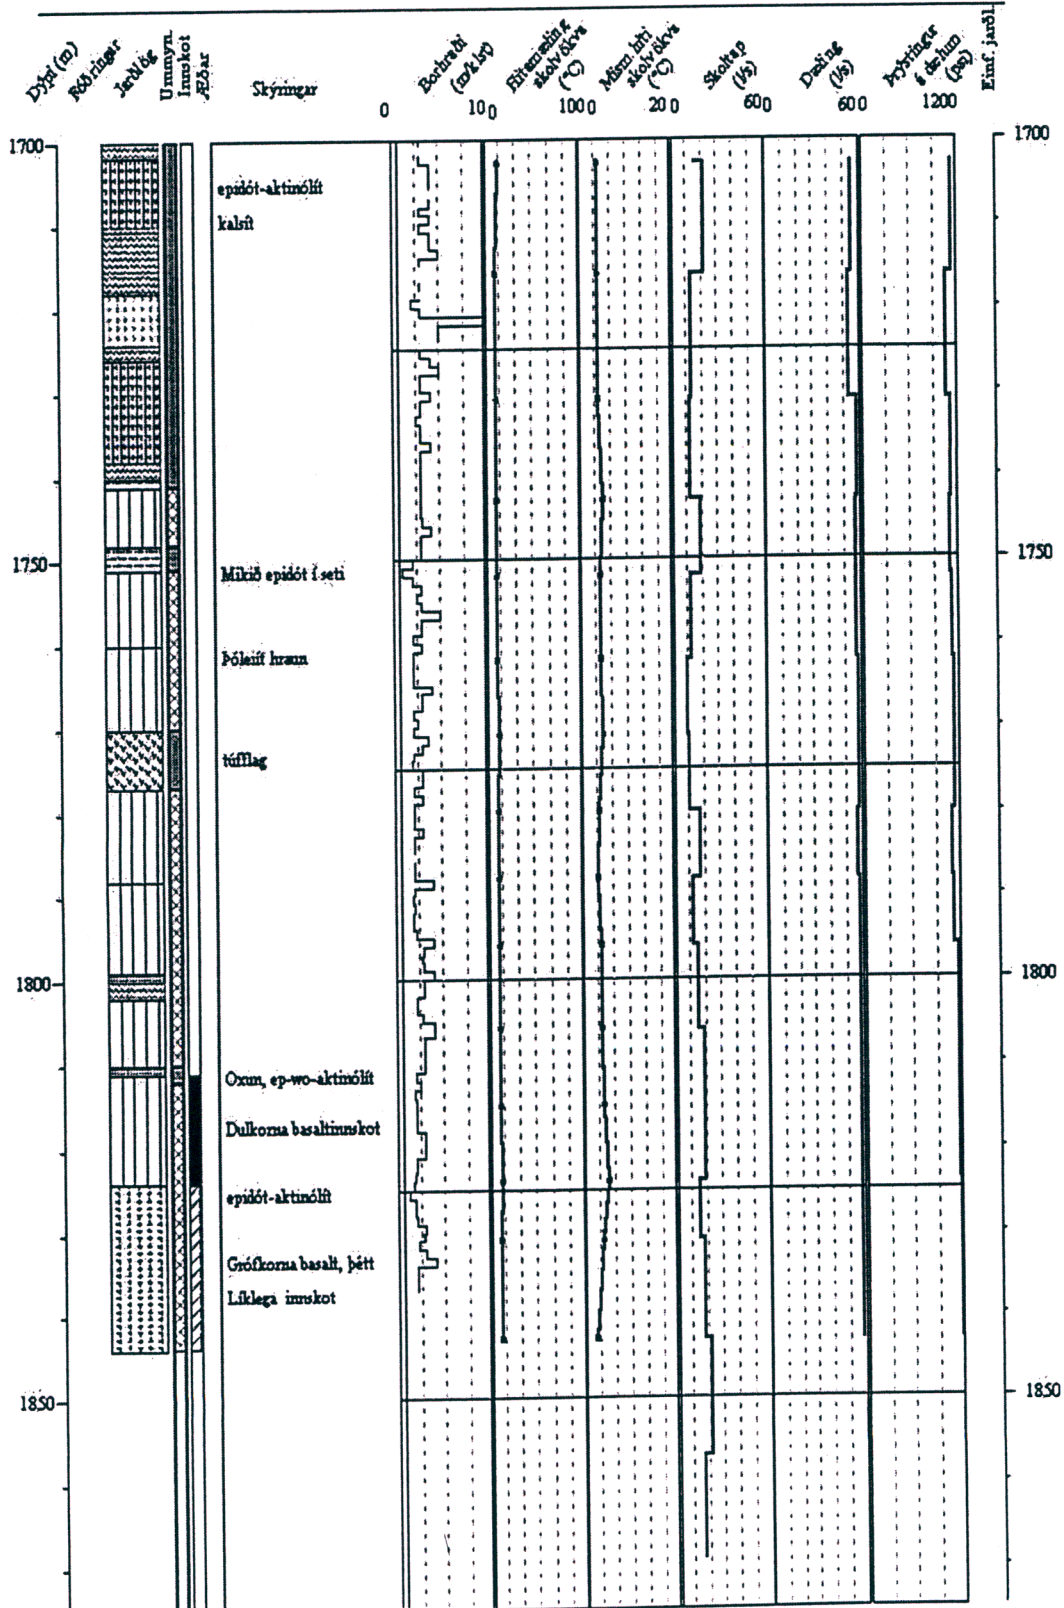 Dýpi (m)
Fóðringar
Jarðlög
Ummyn.
Innskot
Æðar
Skýringar
Borhraði
(m/klst)
Hitamæling
skolvökva
(°C)
Mism. hiti
skolvökva
(°C)
Skoltap
(l/s)
Dæling
(l/s)
Þrýstingur
á dælum
(psi)
Einf. jarðl.
0 10 0 100 0 20 0 60 0 60 0 1200
1700 1700
epidót-aktinólít
kalsít
1750 1750
Mikið epidót í seti
Þóleiít hraun
túfflag
1800 1800
Oxun, ep-wo-aktinólít
Dulkorna basaltinnskot
epidót-aktinólít
Grófkorna basalt, þétt
Líklega innskot
1850 1850